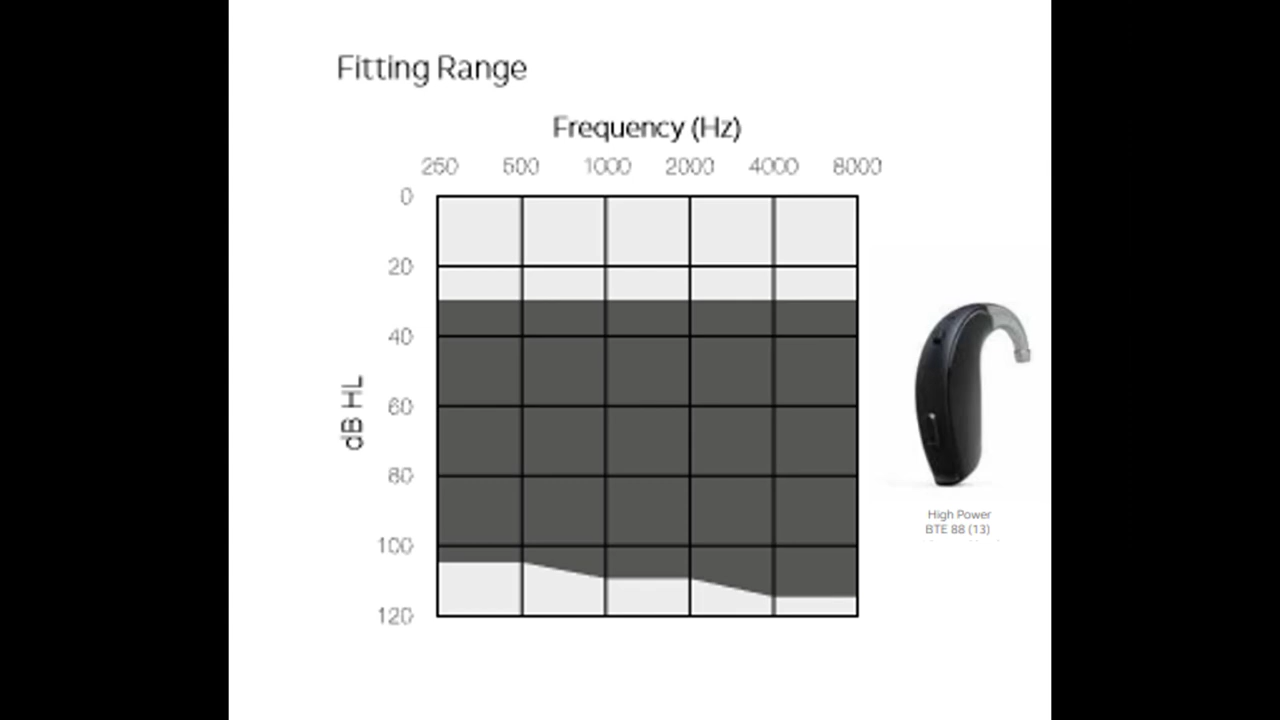 Fitting Range
Frequency (Hz)
250 500 1000 2000 4000 8000
0
20
40
60
80
100
120
dB HL
High Power
BTE 88 (13)